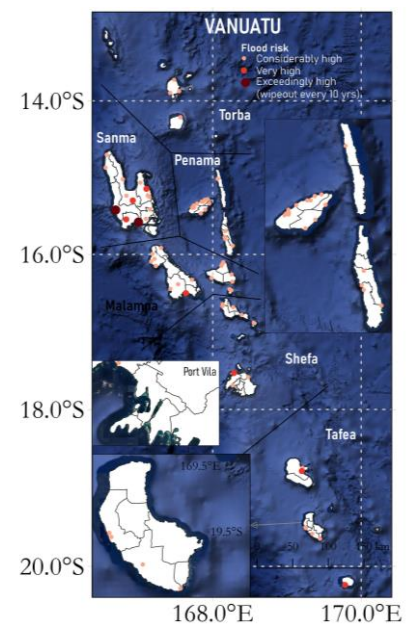 VANUATU
Flood risk
Considerably high
Very high
Exceedingly high
(wipeout every 10 yrs)
14.0°S
Torba
Sanma
Penama
16.0°S
Malampa
Shefa
Port Vila
18.0°S
Tafea
169.5°E
19.5°S
50
100
km
20.0°S
168.0°E
170.0°E